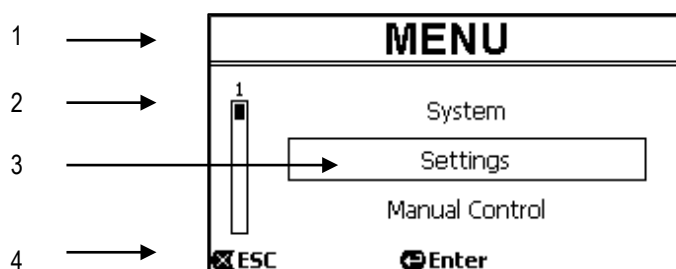 1 MENU
2 1 System
3 Settings
Manual Control
4 ESC Enter